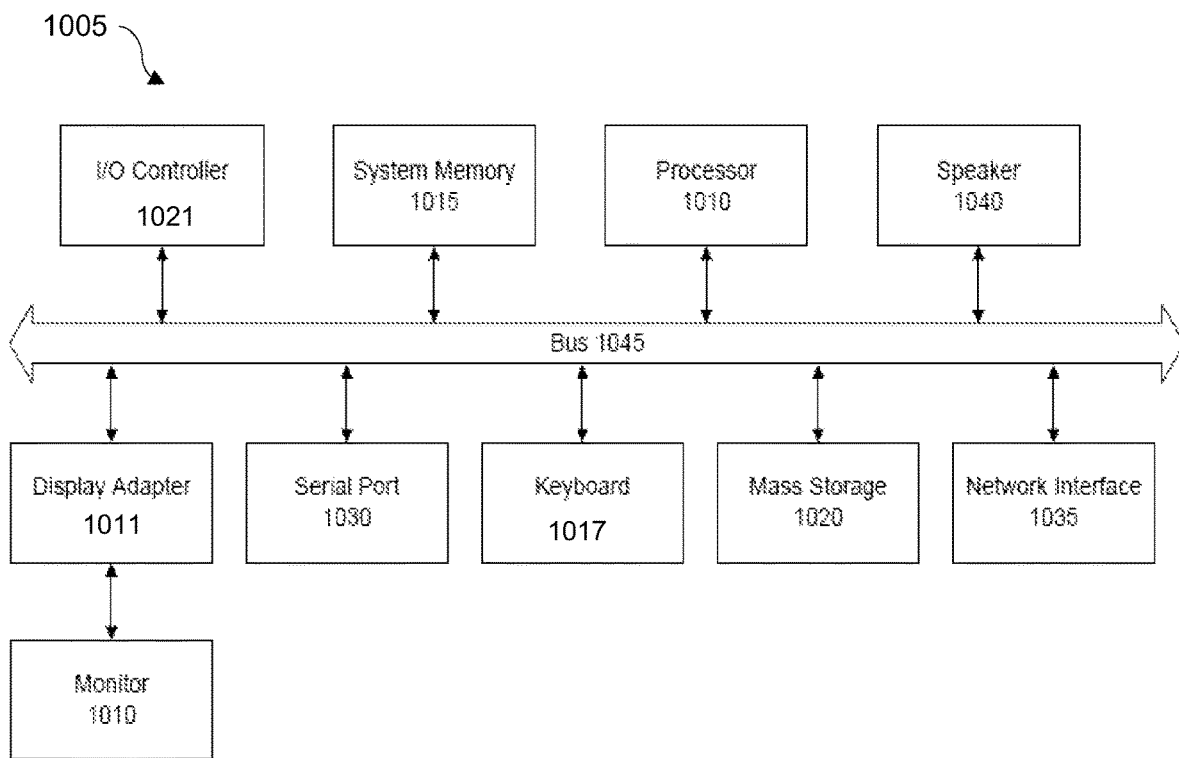 1005
I/O Controller
1021
System Memory
1015
Processor
1010
Speaker
1040
Bus 1045
Display Adapter
1011
Serial Port
1030
Keyboard
1017
Mass Storage
1020
Network Interface
1035
Monitor
1010